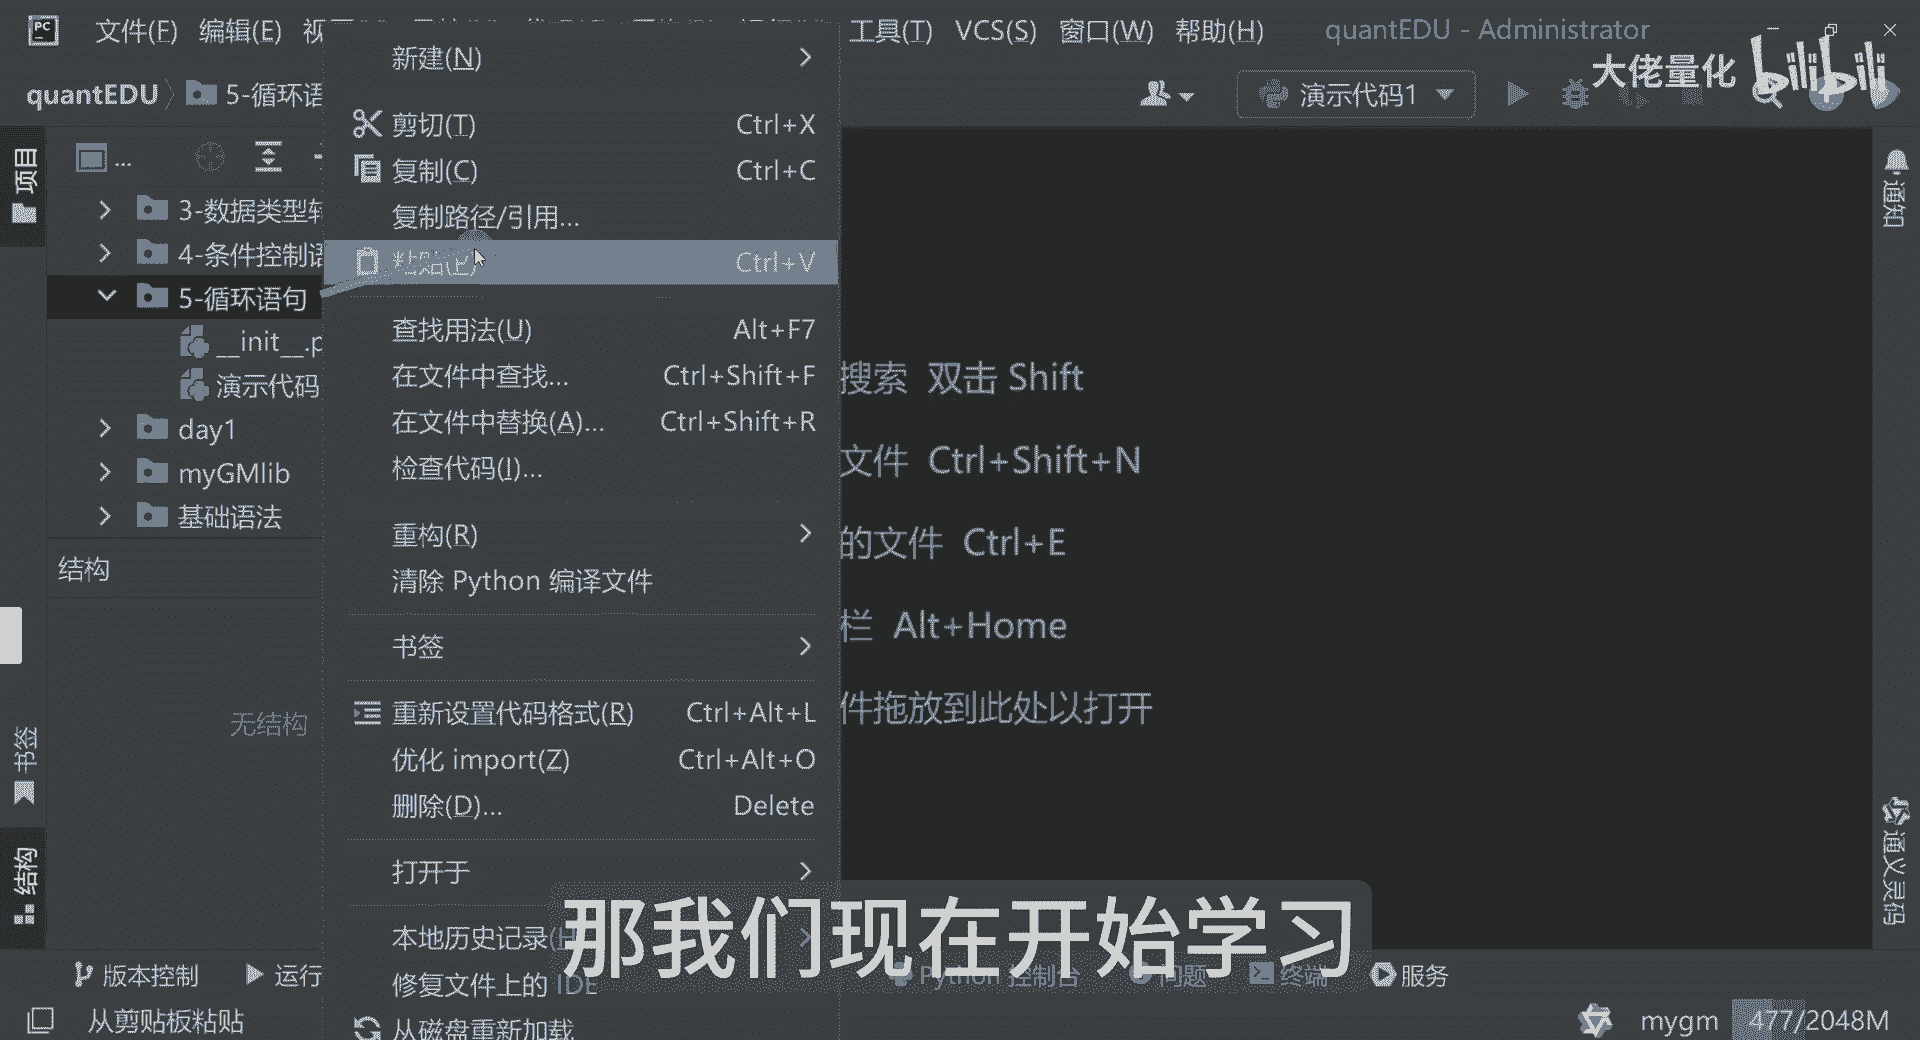 PC 文件(F) 编辑(E) 工具(T) VCS(S) 窗口(W) 帮助(H) quantEDU - Administrator
大佬量化 bilibili
quantEDU 5-循环语 演示代码1
项目
...
3-数据类型转
4-条件控制语
5-循环语句
__init__.p
演示代码
day1
myGMlib
基础语法
结构
无结构
书签
结构
新建(N)
剪切(T) Ctrl+X
复制(C) Ctrl+C
复制路径/引用...
粘贴(P) Ctrl+V
查找用法(U) Alt+F7
在文件中查找... Ctrl+Shift+F
在文件中替换(A)... Ctrl+Shift+R
检查代码(I)...
重构(R)
清除 Python 编译文件
书签
重新设置代码格式(R) Ctrl+Alt+L
优化 import(Z) Ctrl+Alt+O
删除(D)... Delete
打开于
本地历史记录(H
修复文件上的 IDE
从磁盘重新加载
搜索 双击 Shift
文件 Ctrl+Shift+N
的文件 Ctrl+E
栏 Alt+Home
件拖放到此处以打开
通知
通义灵码
那我们现在开始学习
版本控制 运行 Python 控制台 问题 终端 服务
从剪贴板粘贴 mygm 477/2048M